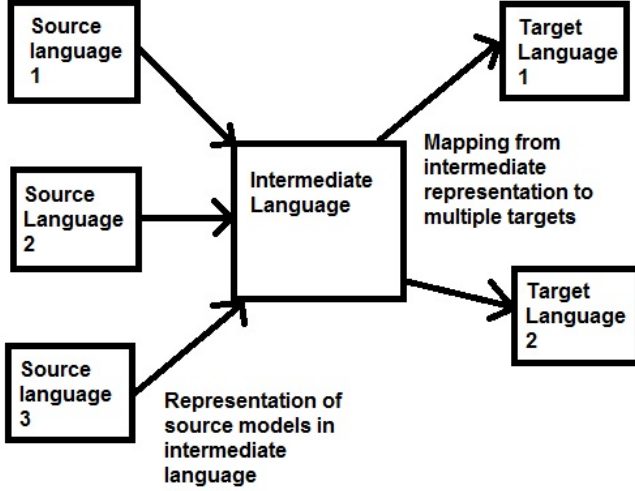 Source
language
1
Source
Language
2
Source
language
3
Intermediate
Language
Representation of
source models in
intermediate
language
Target
Language
1
Mapping from
intermediate
representation to
multiple targets
Target
Language
2